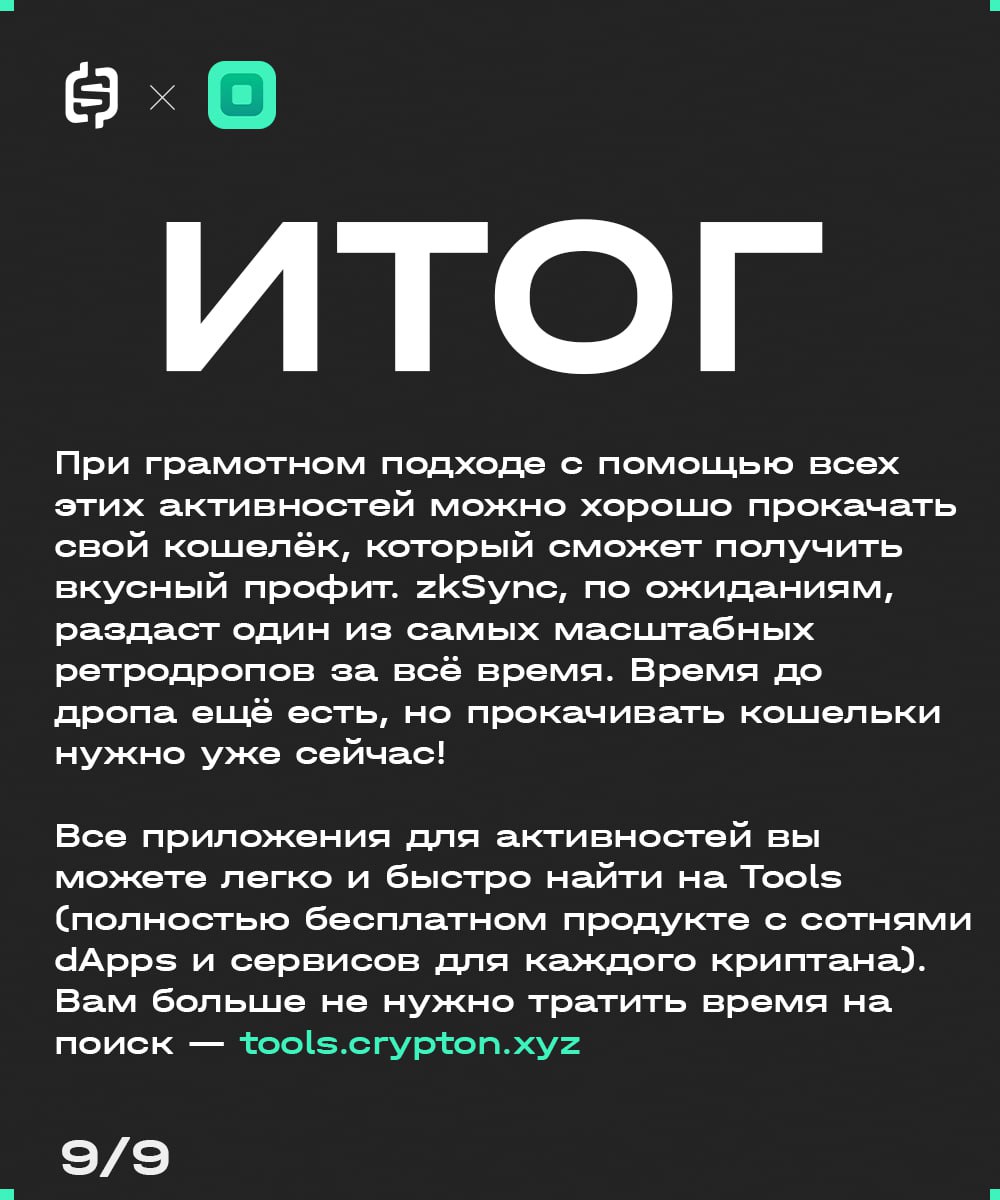 ИТОГ
При грамотном подходе с помощью всех
этих активностей можно хорошо прокачать
свой кошелёк, который сможет получить
вкусный профит. zkSync, по ожиданиям,
раздаст один из самых масштабных
ретродропов за всё время. Время до
дропа ещё есть, но прокачивать кошельки
нужно уже сейчас!
Все приложения для активностей вы
можете легко и быстро найти на Tools
(полностью бесплатном продукте с сотнями
dApps и сервисов для каждого криптана).
Вам больше не нужно тратить время на
поиск — tools.crypton.xyz
9/9